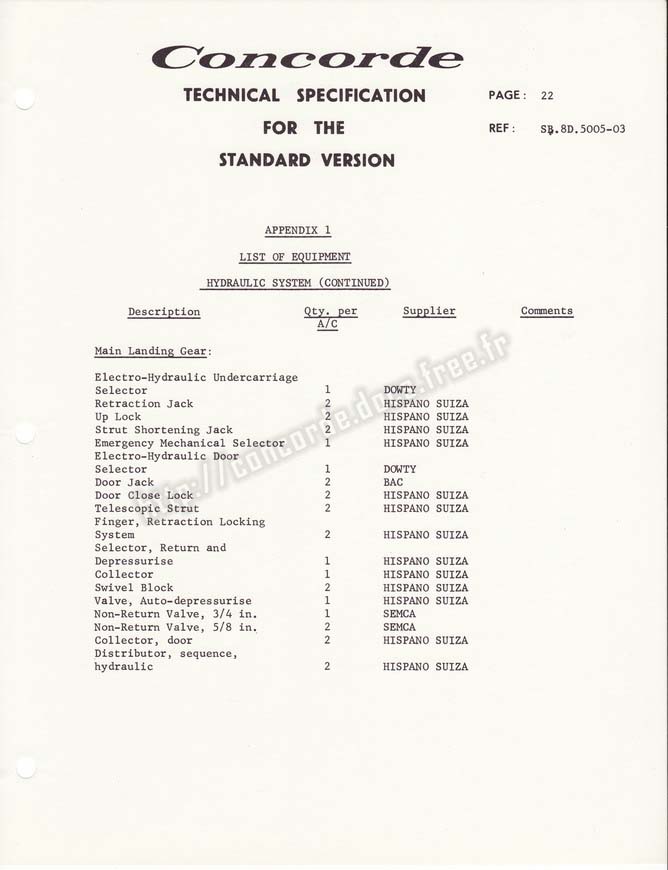 Concorde
TECHNICAL SPECIFICATION PAGE: 22
FOR THE REF: SB.8D.5005-03
STANDARD VERSION
APPENDIX 1
LIST OF EQUIPMENT
HYDRAULIC SYSTEM (CONTINUED)
Description Qty. per Supplier Comments
A/C
Main Landing Gear:
Electro-Hydraulic Undercarriage
Selector 1 DOWTY
Retraction Jack 2 HISPANO SUIZA
Up Lock 2 HISPANO SUIZA
Strut Shortening Jack 2 HISPANO SUIZA
Emergency Mechanical Selector 1 HISPANO SUIZA
Electro-Hydraulic Door
Selector 1 DOWTY
Door Jack 2 BAC
Door Close Lock 2 HISPANO SUIZA
Telescopic Strut 2 HISPANO SUIZA
Finger, Retraction Locking
System 2 HISPANO SUIZA
Selector, Return and
Depressurise 1 HISPANO SUIZA
Collector 1 HISPANO SUIZA
Swivel Block 2 HISPANO SUIZA
Valve, Auto-depressurise 1 HISPANO SUIZA
Non-Return Valve, 3/4 in. 1 SEMCA
Non-Return Valve, 5/8 in. 2 SEMCA
Collector, door 2 HISPANO SUIZA
Distributor, sequence,
hydraulic 2 HISPANO SUIZA